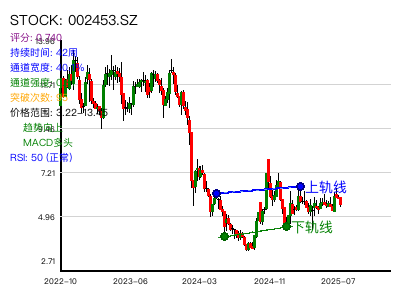 STOCK: 002453.SZ
评分: 0.740
持续时间: 42周
通道宽度: 40.
通道强度: 0.
突破次数:
价格范围: 3.22-13.45
趋势向上
MACD多头
RSI: 50 (正常)
上轨线
下轨线
7.21
4.96
2.71
2022-10
2023-06
2024-03
2024-11
2025-07